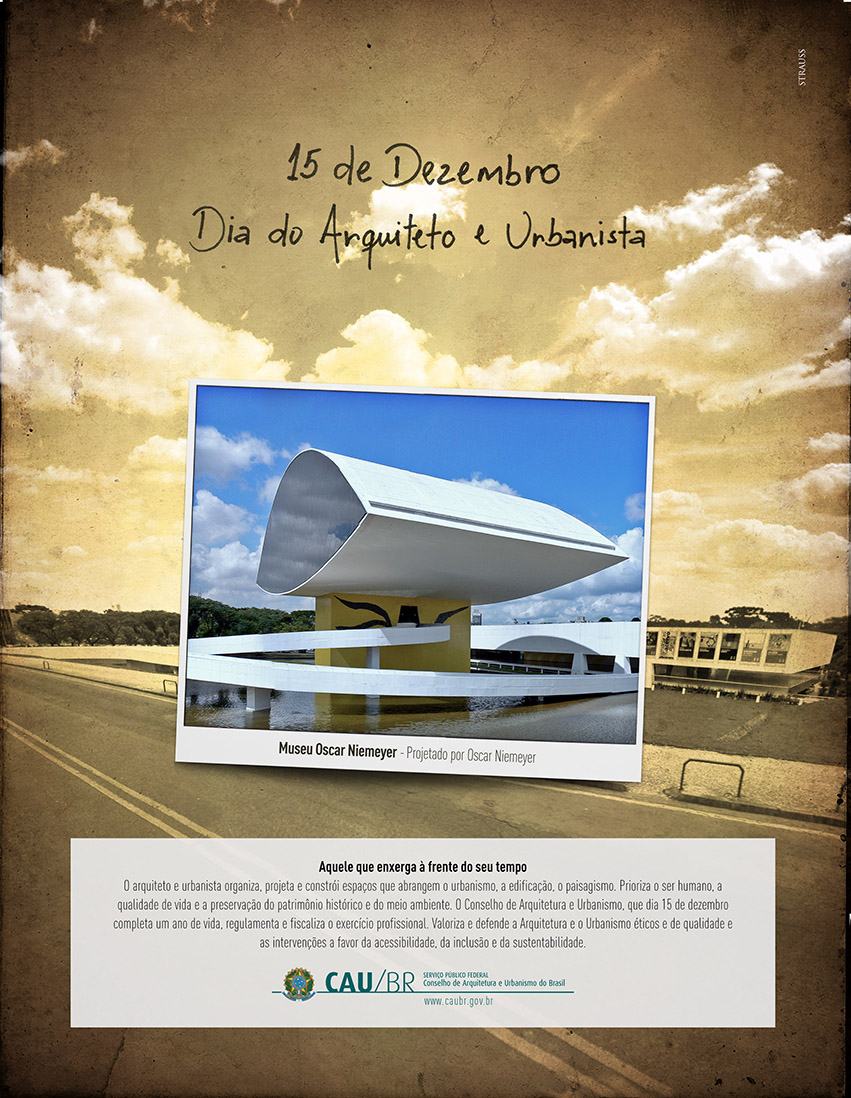 STRAUSS
15 de Dezembro
Dia do Arquiteto e Urbanista
Museu Oscar Niemeyer - Projetado por Oscar Niemeyer
Aquele que enxerga à frente do seu tempo
O arquiteto e urbanista organiza, projeta e constrói espaços que abrangem o urbanismo, a edificação, o paisagismo. Prioriza o ser humano, a
qualidade de vida e a preservação do patrimônio histórico e do meio ambiente. O Conselho de Arquitetura e Urbanismo, que dia 15 de dezembro
completa um ano de vida, regulamenta e fiscaliza o exercício profissional. Valoriza e defende a Arquitetura e o Urbanismo éticos e de qualidade e
as intervenções a favor da acessibilidade, da inclusão e da sustentabilidade.
CAU/BR
SERVIÇO PÚBLICO FEDERAL
Conselho de Arquitetura e Urbanismo do Brasil
www.caubr.gov.br